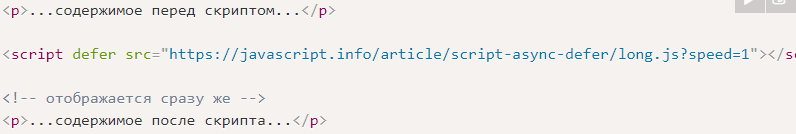 <p>...содержимое перед скриптом...</p>
<script defer src="https://javascript.info/article/script-async-defer/long.js?speed=1"></sc
<!-- отображается сразу же -->
<p>...содержимое после скрипта...</p>